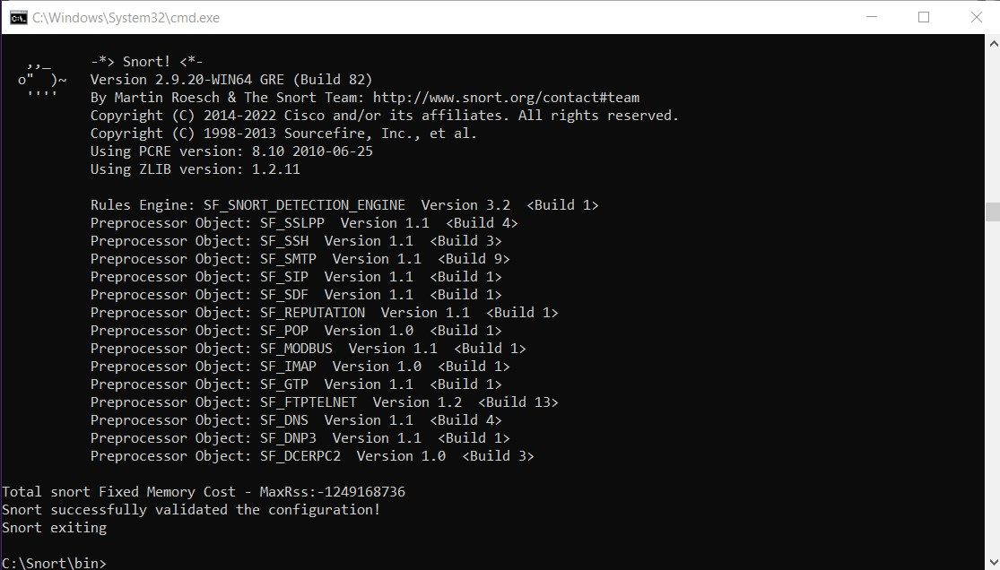 C:\Windows\System32\cmd.exe
,,_     -*> Snort! <*-
o"  )~   Version 2.9.20-WIN64 GRE (Build 82)
''''    By Martin Roesch & The Snort Team: http://www.snort.org/contact#team
Copyright (C) 2014-2022 Cisco and/or its affiliates. All rights reserved.
Copyright (C) 1998-2013 Sourcefire, Inc., et al.
Using PCRE version: 8.10 2010-06-25
Using ZLIB version: 1.2.11
Rules Engine: SF_SNORT_DETECTION_ENGINE  Version 3.2  <Build 1>
Preprocessor Object: SF_SSLPP  Version 1.1  <Build 4>
Preprocessor Object: SF_SSH  Version 1.1  <Build 3>
Preprocessor Object: SF_SMTP  Version 1.1  <Build 9>
Preprocessor Object: SF_SIP  Version 1.1  <Build 1>
Preprocessor Object: SF_SDF  Version 1.1  <Build 1>
Preprocessor Object: SF_REPUTATION  Version 1.1  <Build 1>
Preprocessor Object: SF_POP  Version 1.0  <Build 1>
Preprocessor Object: SF_MODBUS  Version 1.1  <Build 1>
Preprocessor Object: SF_IMAP  Version 1.0  <Build 1>
Preprocessor Object: SF_GTP  Version 1.1  <Build 1>
Preprocessor Object: SF_FTPTELNET  Version 1.2  <Build 13>
Preprocessor Object: SF_DNS  Version 1.1  <Build 4>
Preprocessor Object: SF_DNP3  Version 1.1  <Build 1>
Preprocessor Object: SF_DCERPC2  Version 1.0  <Build 3>
Total snort Fixed Memory Cost - MaxRss:-1249168736
Snort successfully validated the configuration!
Snort exiting
C:\Snort\bin>